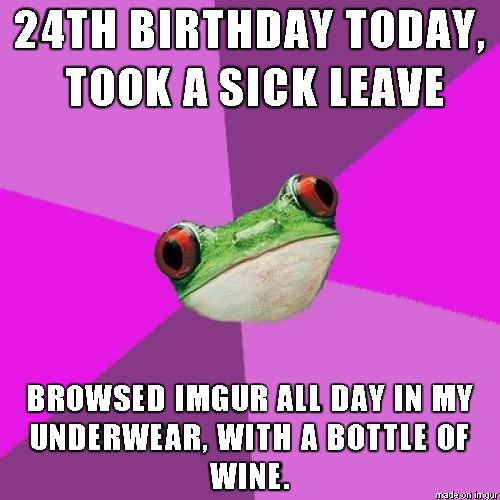 24TH BIRTHDAY TODAY,
TOOK A SICK LEAVE
BROWSED IMGUR ALL DAY IN MY
UNDERWEAR, WITH A BOTTLE OF
WINE.
made on imgur